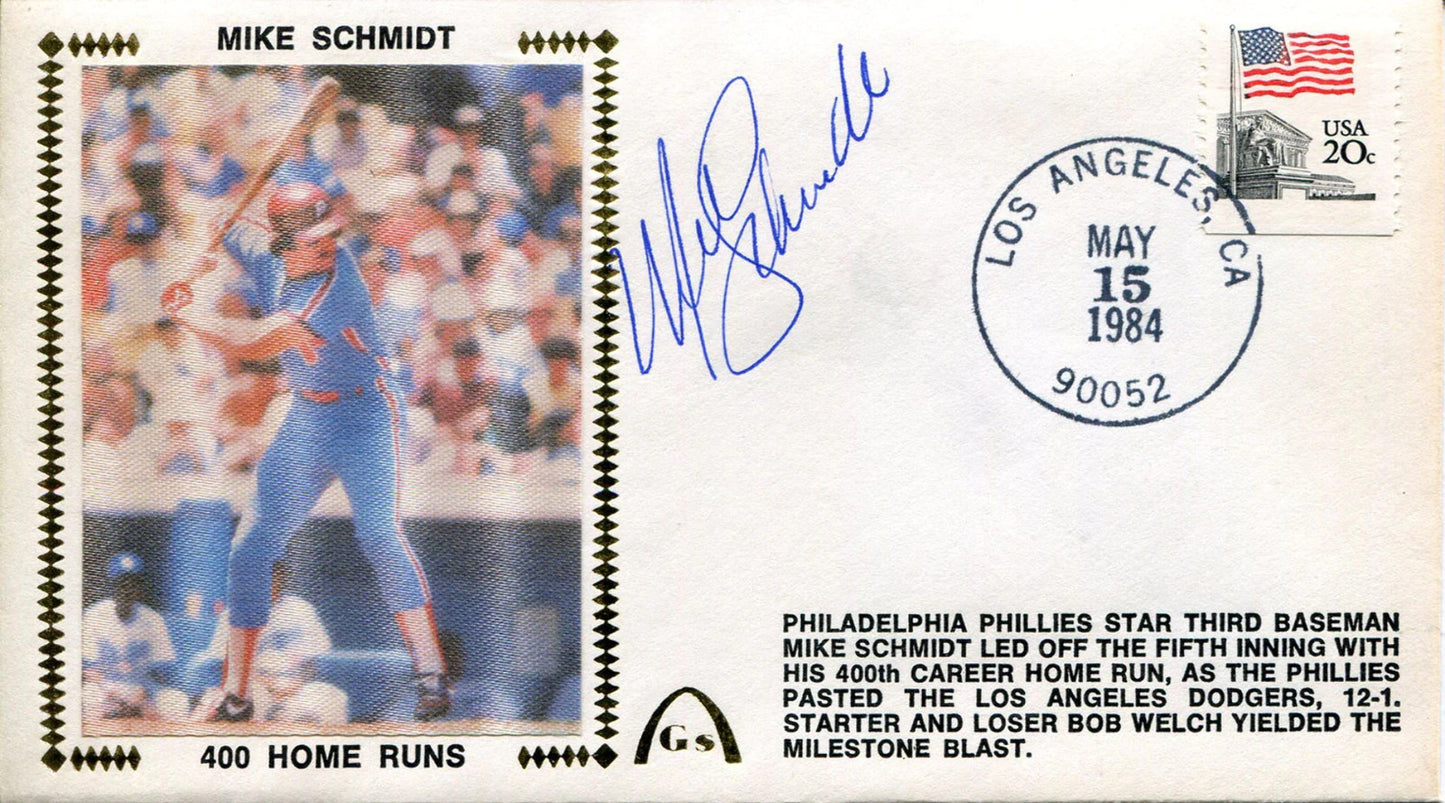 MIKE SCHMIDT
400 HOME RUNS
Mike Schmidt
USA
20c
LOS ANGELES, CA
MAY
15
1984
90052
Gs
PHILADELPHIA PHILLIES STAR THIRD BASEMAN
MIKE SCHMIDT LED OFF THE FIFTH INNING WITH
HIS 400th CAREER HOME RUN, AS THE PHILLIES
PASTED THE LOS ANGELES DODGERS, 12-1.
STARTER AND LOSER BOB WELCH YIELDED THE
MILESTONE BLAST.